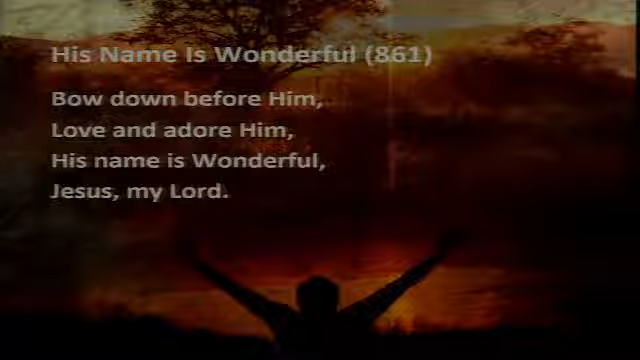 His Name Is Wonderful (861)
Bow down before Him,
Love and adore Him,
His name is Wonderful,
Jesus, my Lord.